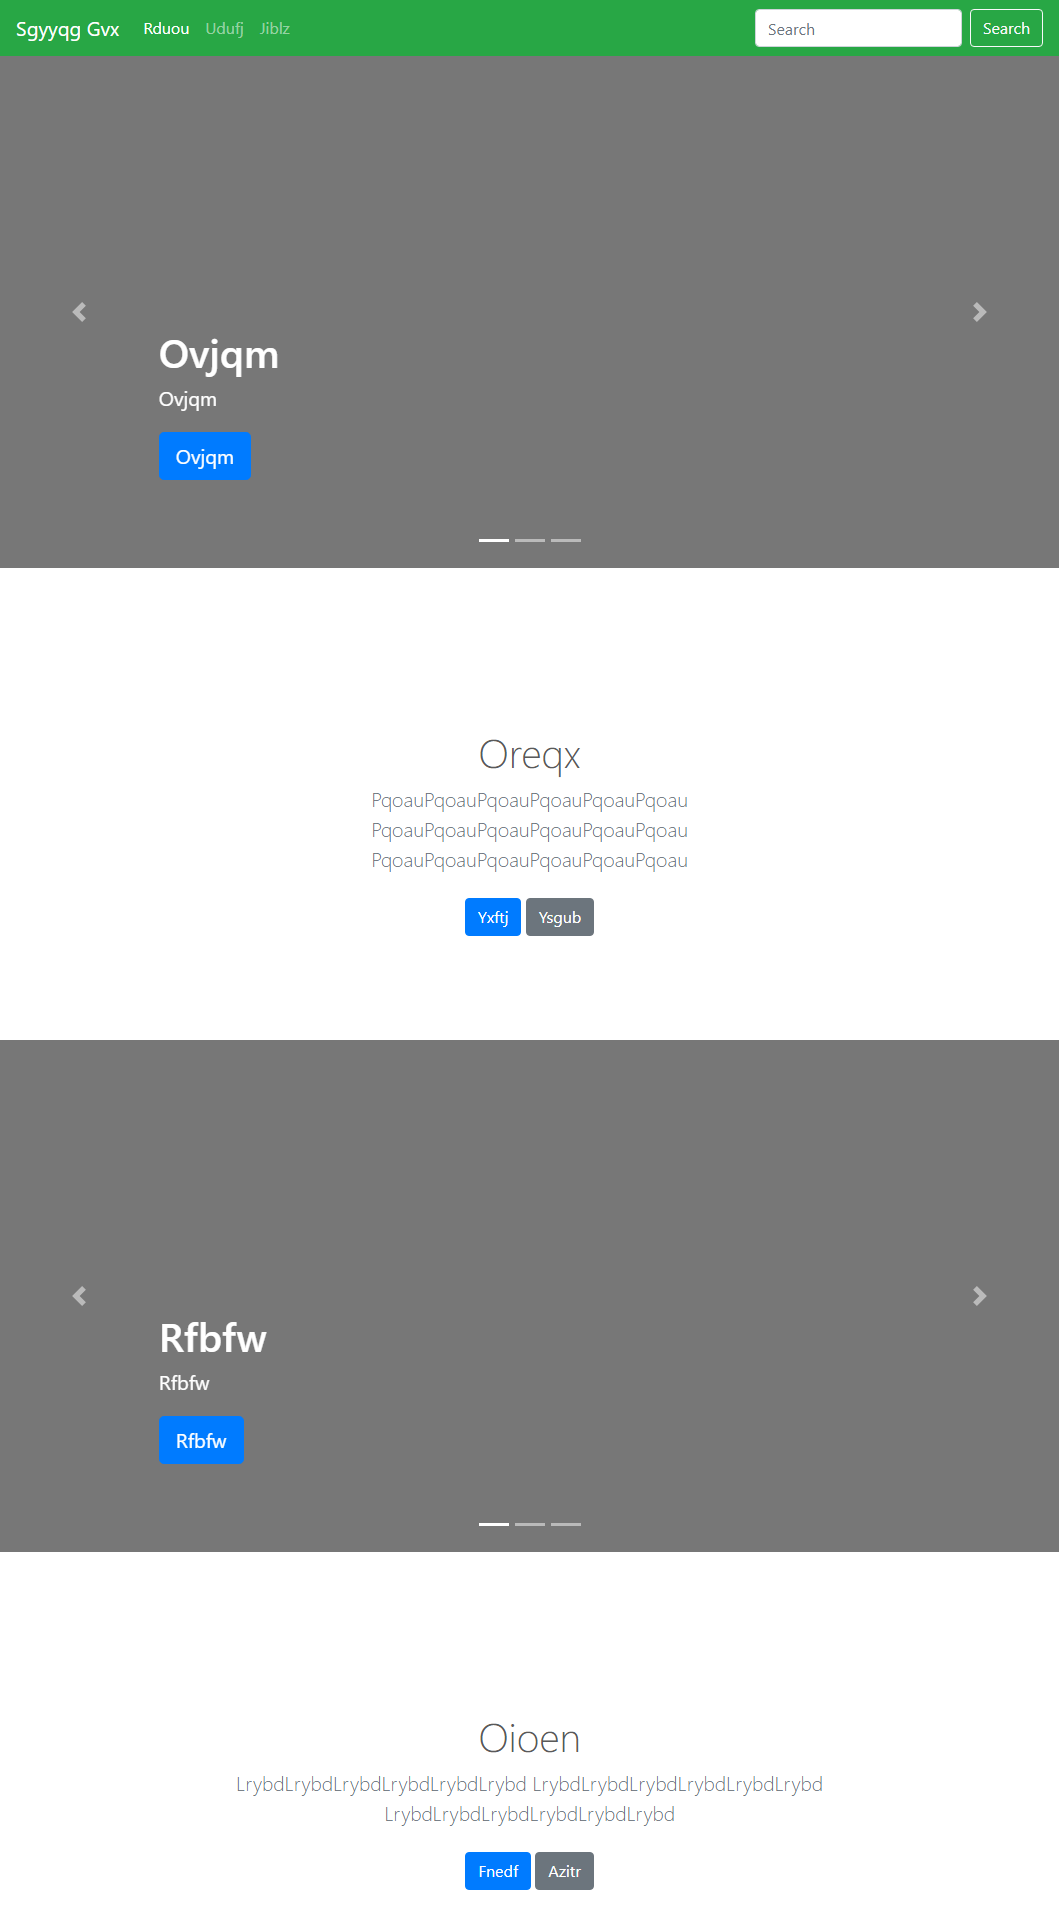 Sgyyqg Gvx Rduou Udufj Jiblz Search Search
Ovjqm
Ovjqm
Ovjqm
Oreqx
PqoauPqoauPqoauPqoauPqoauPqoau
PqoauPqoauPqoauPqoauPqoauPqoau
PqoauPqoauPqoauPqoauPqoauPqoau
Yxftj Ysgub
Rfbfw
Rfbfw
Rfbfw
Oioen
LrybdLrybdLrybdLrybdLrybdLrybd LrybdLrybdLrybdLrybdLrybdLrybd
LrybdLrybdLrybdLrybdLrybdLrybd
Fnedf Azitr